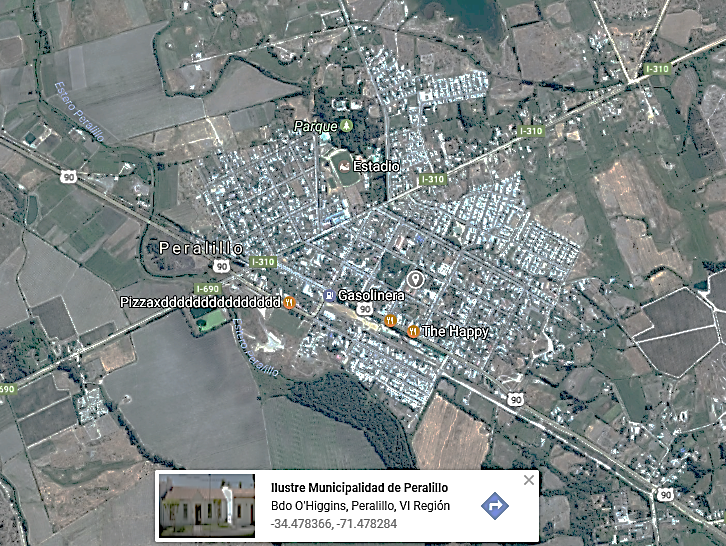 I-310
I-310
Estero Peralillo
Parque
Estadio
90
I-310
Peralillo
I-310
90
I-690
Pizzaxddddddddddddddd
Gasolinera
90
The Happy
Estero Peralillo
690
90
90
Ilustre Municipalidad de Peralillo
Bdo O'Higgins, Peralillo, VI Región
-34.478366, -71.478284